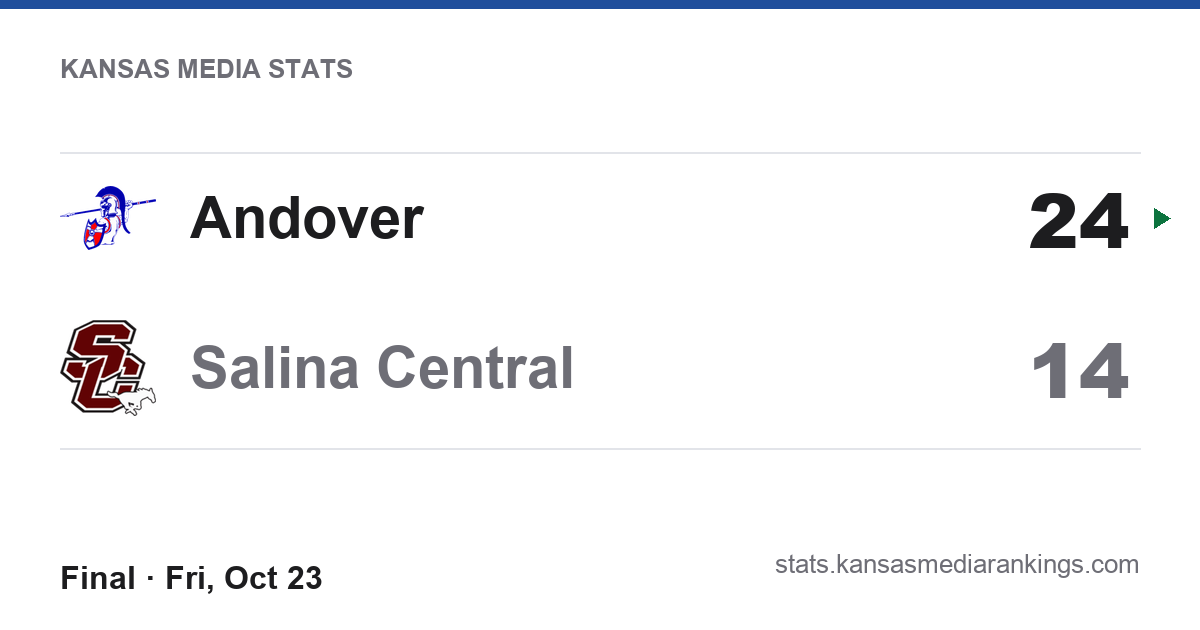 KANSAS MEDIA STATS
Andover 24
Salina Central 14
Final · Fri, Oct 23
stats.kansasmediarankings.com